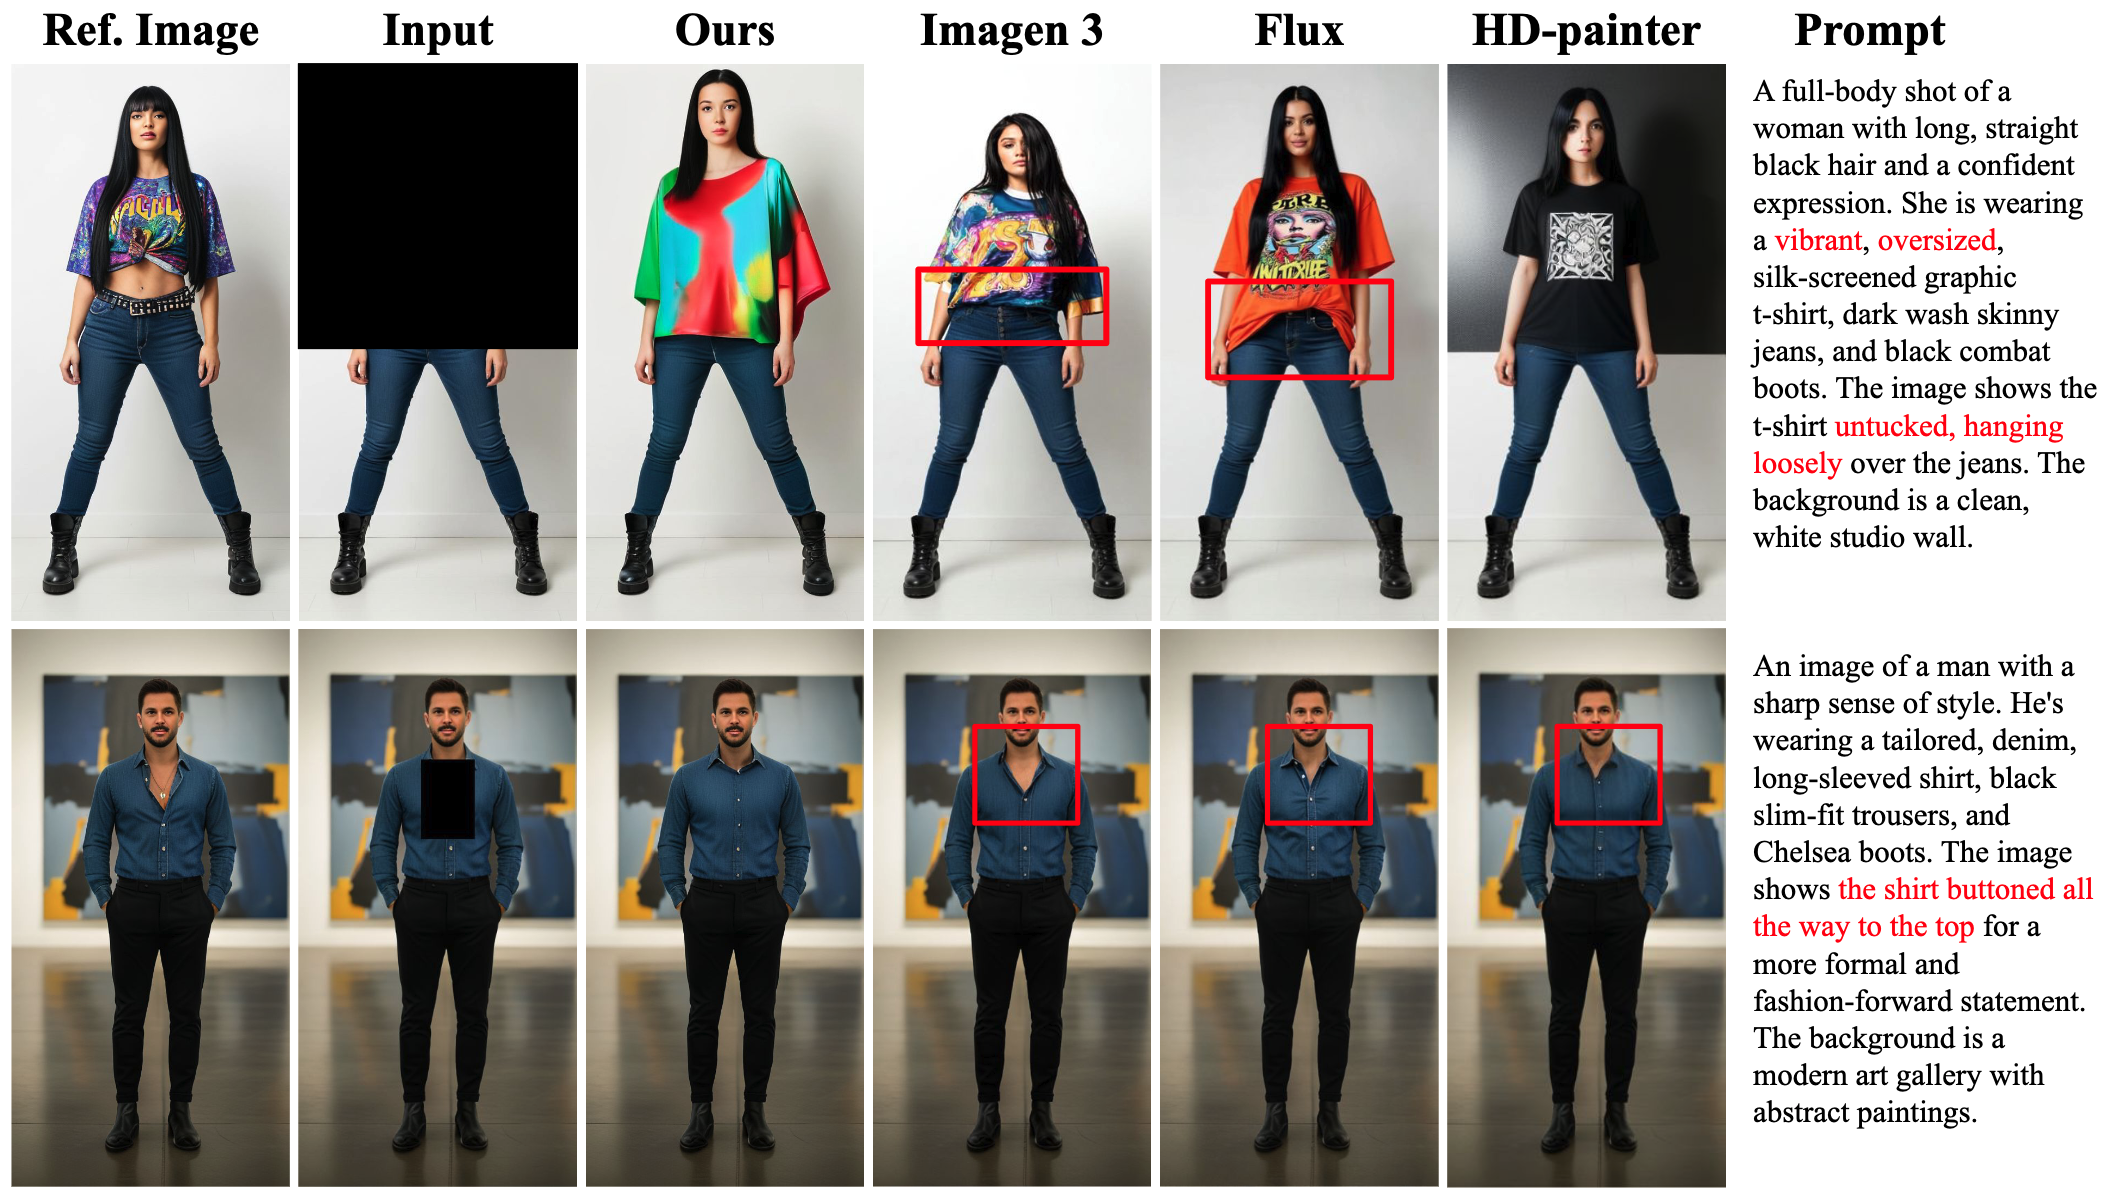 Ref. Image
Input
Ours
Imagen 3
Flux
HD-painter
Prompt
A full-body shot of a
woman with long, straight
black hair and a confident
expression. She is wearing
a vibrant, oversized,
silk-screened graphic
t-shirt, dark wash skinny
jeans, and black combat
boots. The image shows the
t-shirt untucked, hanging
loosely over the jeans. The
background is a clean,
white studio wall.
An image of a man with a
sharp sense of style. He's
wearing a tailored, denim,
long-sleeved shirt, black
slim-fit trousers, and
Chelsea boots. The image
shows the shirt buttoned all
the way to the top for a
more formal and
fashion-forward statement.
The background is a
modern art gallery with
abstract paintings.